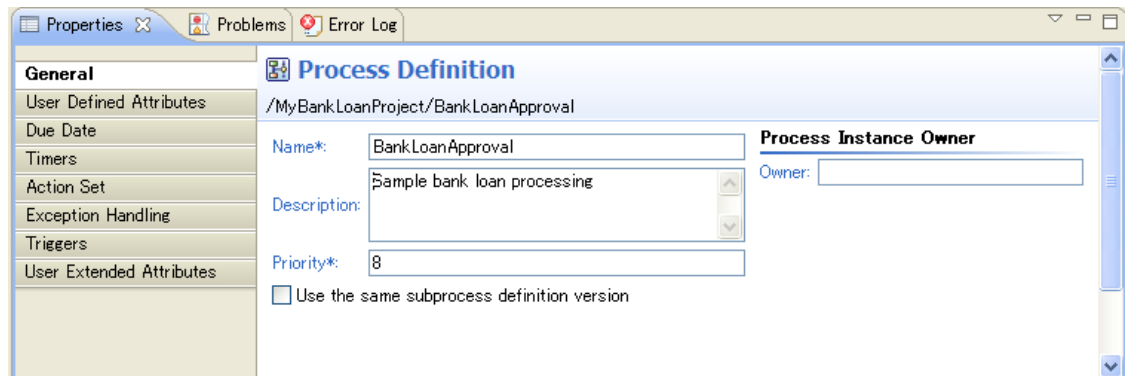 Properties Problems Error Log
General
User Defined Attributes
Due Date
Timers
Action Set
Exception Handling
Triggers
User Extended Attributes
Process Definition
/MyBankLoanProject/BankLoanApproval
Name*: BankLoanApproval
Description: Sample bank loan processing
Priority*: 8
Use the same subprocess definition version
Process Instance Owner
Owner: